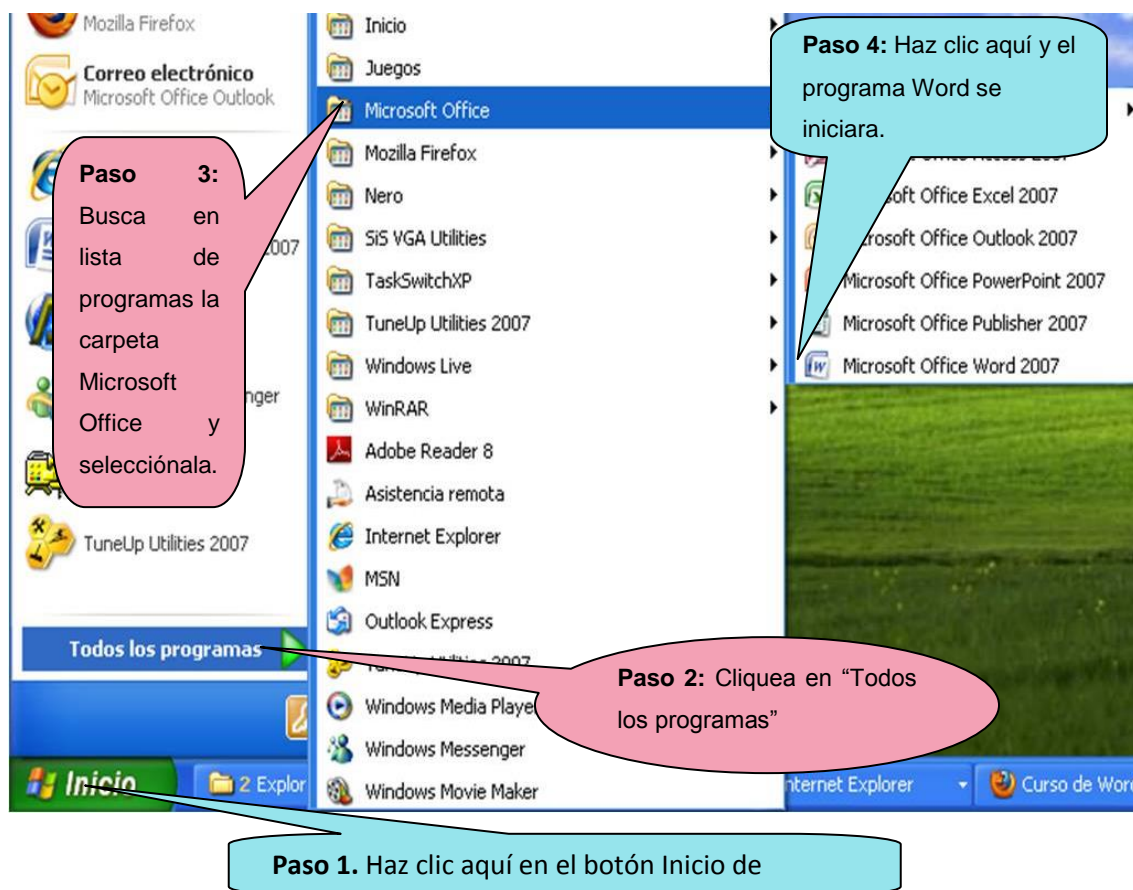 Mozilla Firefox
Correo electrónico
Microsoft Office Outlook
2007
nger
TuneUp Utilities 2007
Todos los programas
Inicio
Juegos
Microsoft Office
Mozilla Firefox
Nero
SiS VGA Utilities
TaskSwitchXP
TuneUp Utilities 2007
Windows Live
WinRAR
Adobe Reader 8
Asistencia remota
Internet Explorer
MSN
Outlook Express
Windows Media Playe
Windows Messenger
Windows Movie Maker
soft Office Excel 2007
rosoft Office Outlook 2007
Microsoft Office PowerPoint 2007
Microsoft Office Publisher 2007
Microsoft Office Word 2007
Paso 4: Haz clic aquí y el
programa Word se
iniciara.
Paso 3:
Busca en
lista de
programas la
carpeta
Microsoft
Office y
selecciónala.
Paso 2: Cliquea en “Todos
los programas”
Inicio
2 Explor
nternet Explorer
Curso de Word
Paso 1. Haz clic aquí en el botón Inicio de